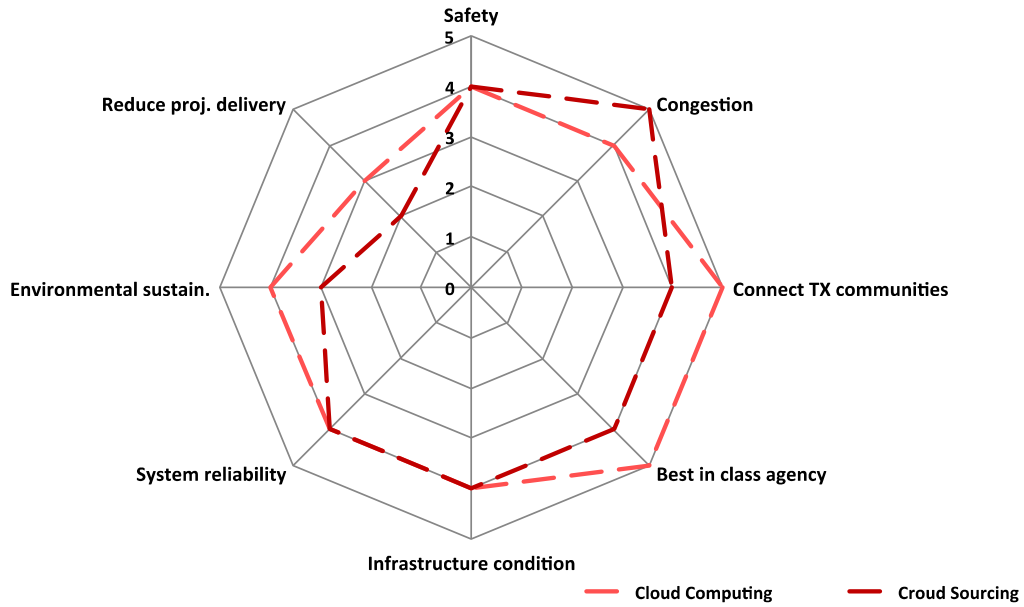 Safety
5
Reduce proj. delivery
Congestion
4
3
2
1
Environmental sustain.
0
Connect TX communities
System reliability
Best in class agency
Infrastructure condition
Cloud Computing
Croud Sourcing